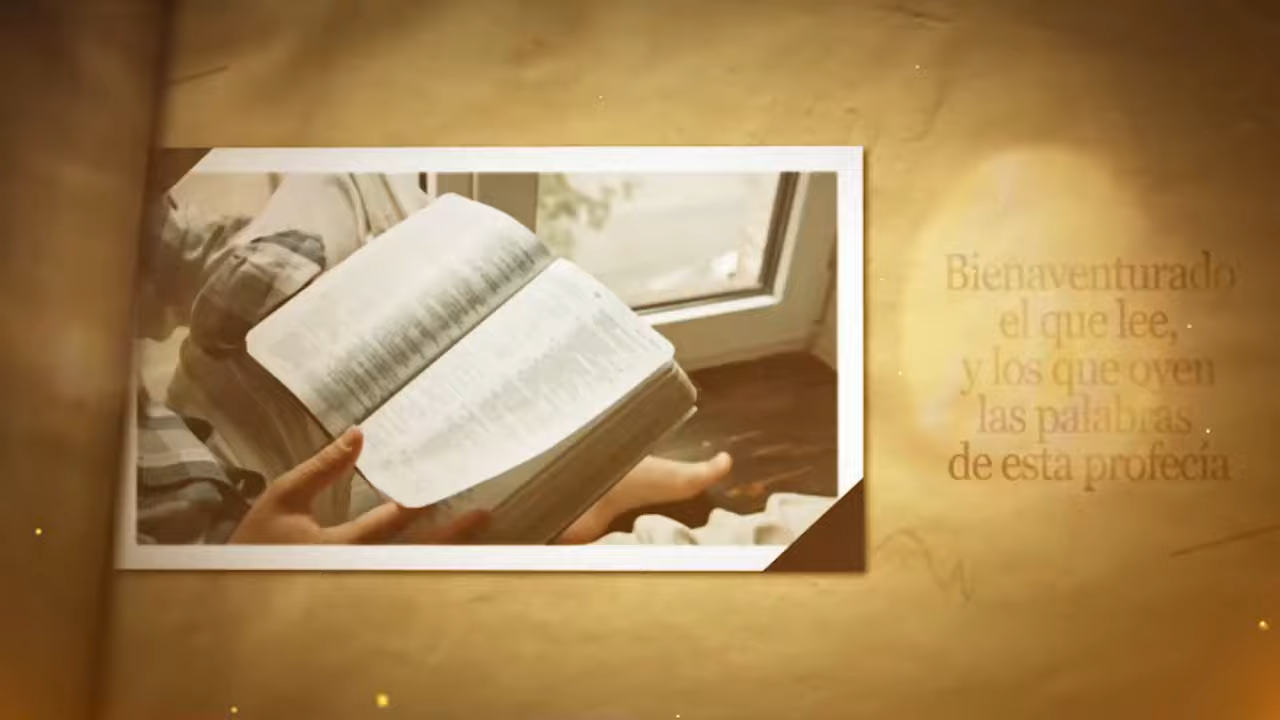 Bienaventurado
el que lee,
y los que oyen
las palabras
de esta profecía